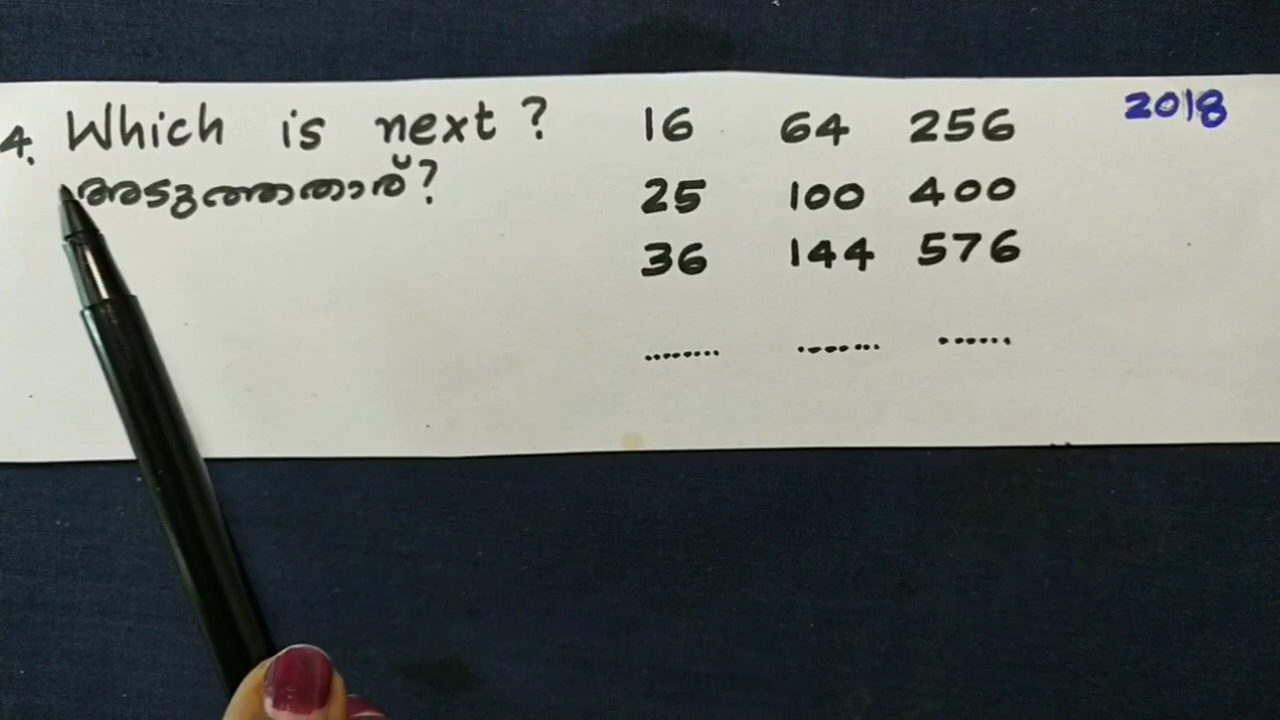 4. Which is next ? 16 64 256 2018
അടുത്തതാര്? 25 100 400
36 144 576
........ ........ ......